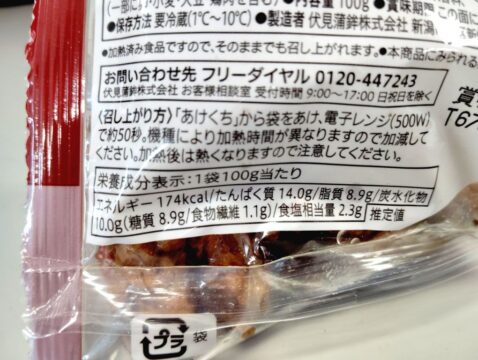 (一部に小麦・大豆・鶏肉を含む) ●内容量 100g ●賞味期限 この面に
●保存方法 要冷蔵(1℃〜10℃) ●製造者 伏見蒲鉾株式会社 新潟
●加熱済み食品ですので、そのままでも召し上がれます。●本商品にみられる
お問い合わせ先 フリーダイヤル 0120-447243
伏見蒲鉾株式会社 お客様相談室 受付時間 9:00〜17:00 日祝日を除く
〈召し上がり方〉「あけくち」から袋をあけ、電子レンジ(500W)
で約50秒。機種により加熱時間が異なりますので加減して
ください。加熱後は熱くなりますので注意してください。
栄養成分表示:1袋100g当たり
エネルギー 174kcal/たんぱく質 14.0g/脂質 8.9g/炭水化物
10.0g(糖質 8.9g/食物繊維 1.1g)/食塩相当量 2.3g 推定値
賞
T67
プラ 袋